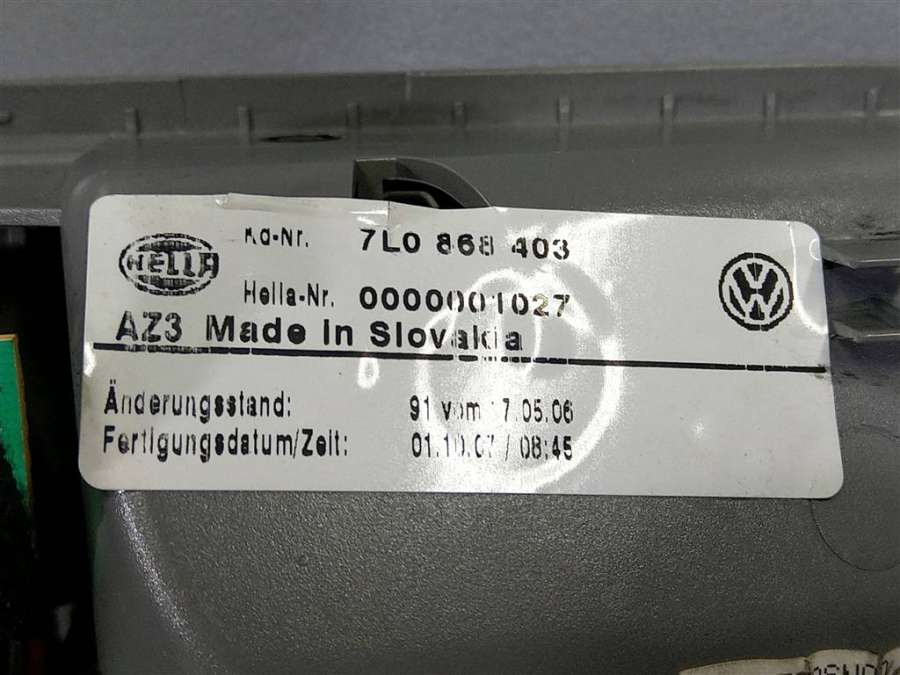 HELLA
Kd-Nr. 7L0 868 403
Hella-Nr. 0000001027
AZ3 Made in Slovakia
Änderungsstand: 91 vom 17.05.06
Fertigungsdatum/Zeit: 01.10.07 / 08:45